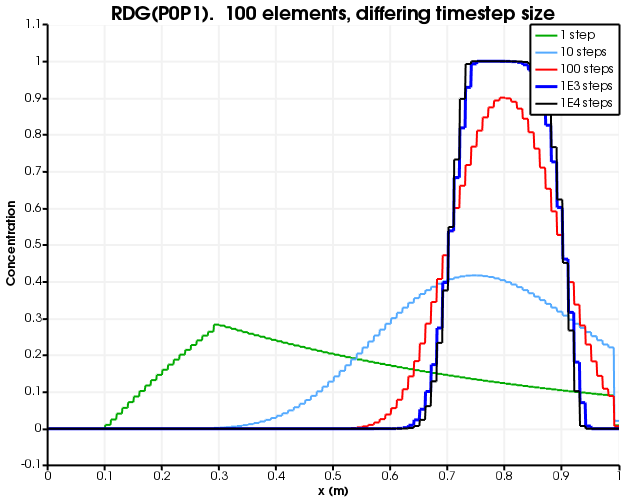 RDG(P0P1). 100 elements, differing timestep size
1 step
10 steps
100 steps
1E3 steps
1E4 steps
Concentration
1.1
1
0.9
0.8
0.7
0.6
0.5
0.4
0.3
0.2
0.1
0
-0.1
0 0.1 0.2 0.3 0.4 0.5 0.6 0.7 0.8 0.9 1
x (m)